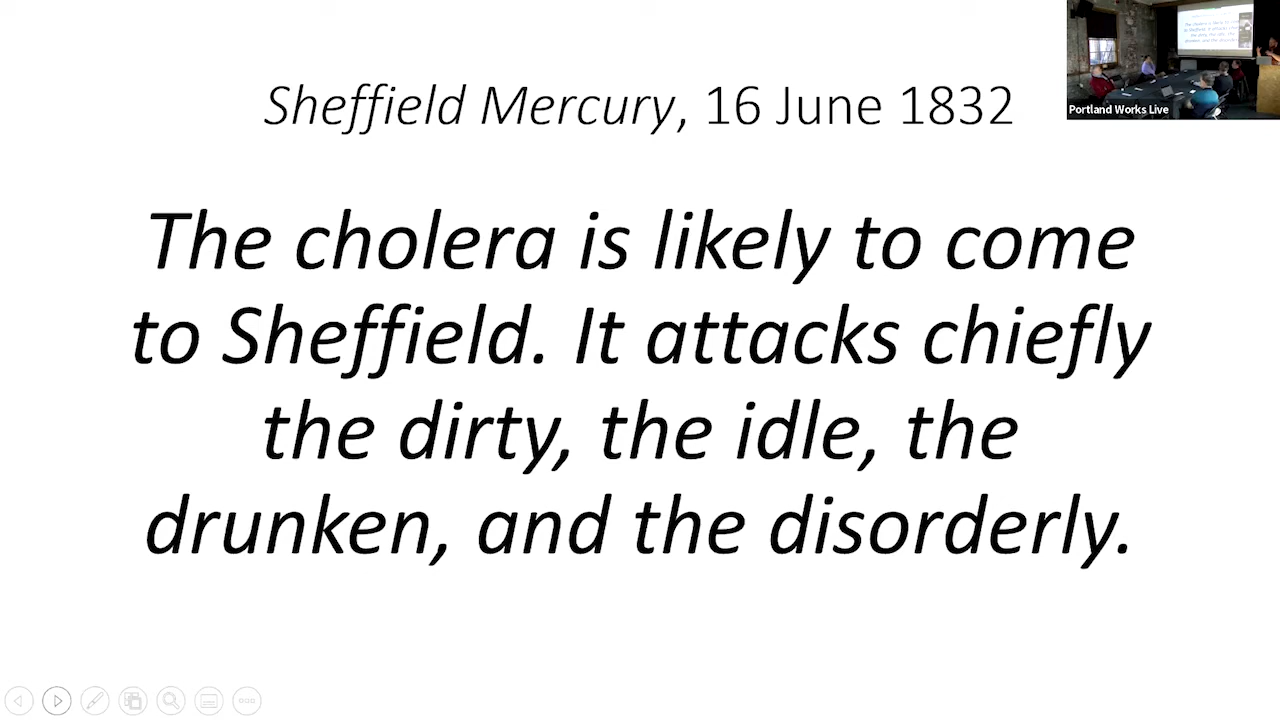 Sheffield Mercury, 16 June 1832
The cholera is likely to come
to Sheffield. It attacks chiefly
the dirty, the idle, the
drunken, and the disorderly.
Portland Works Live